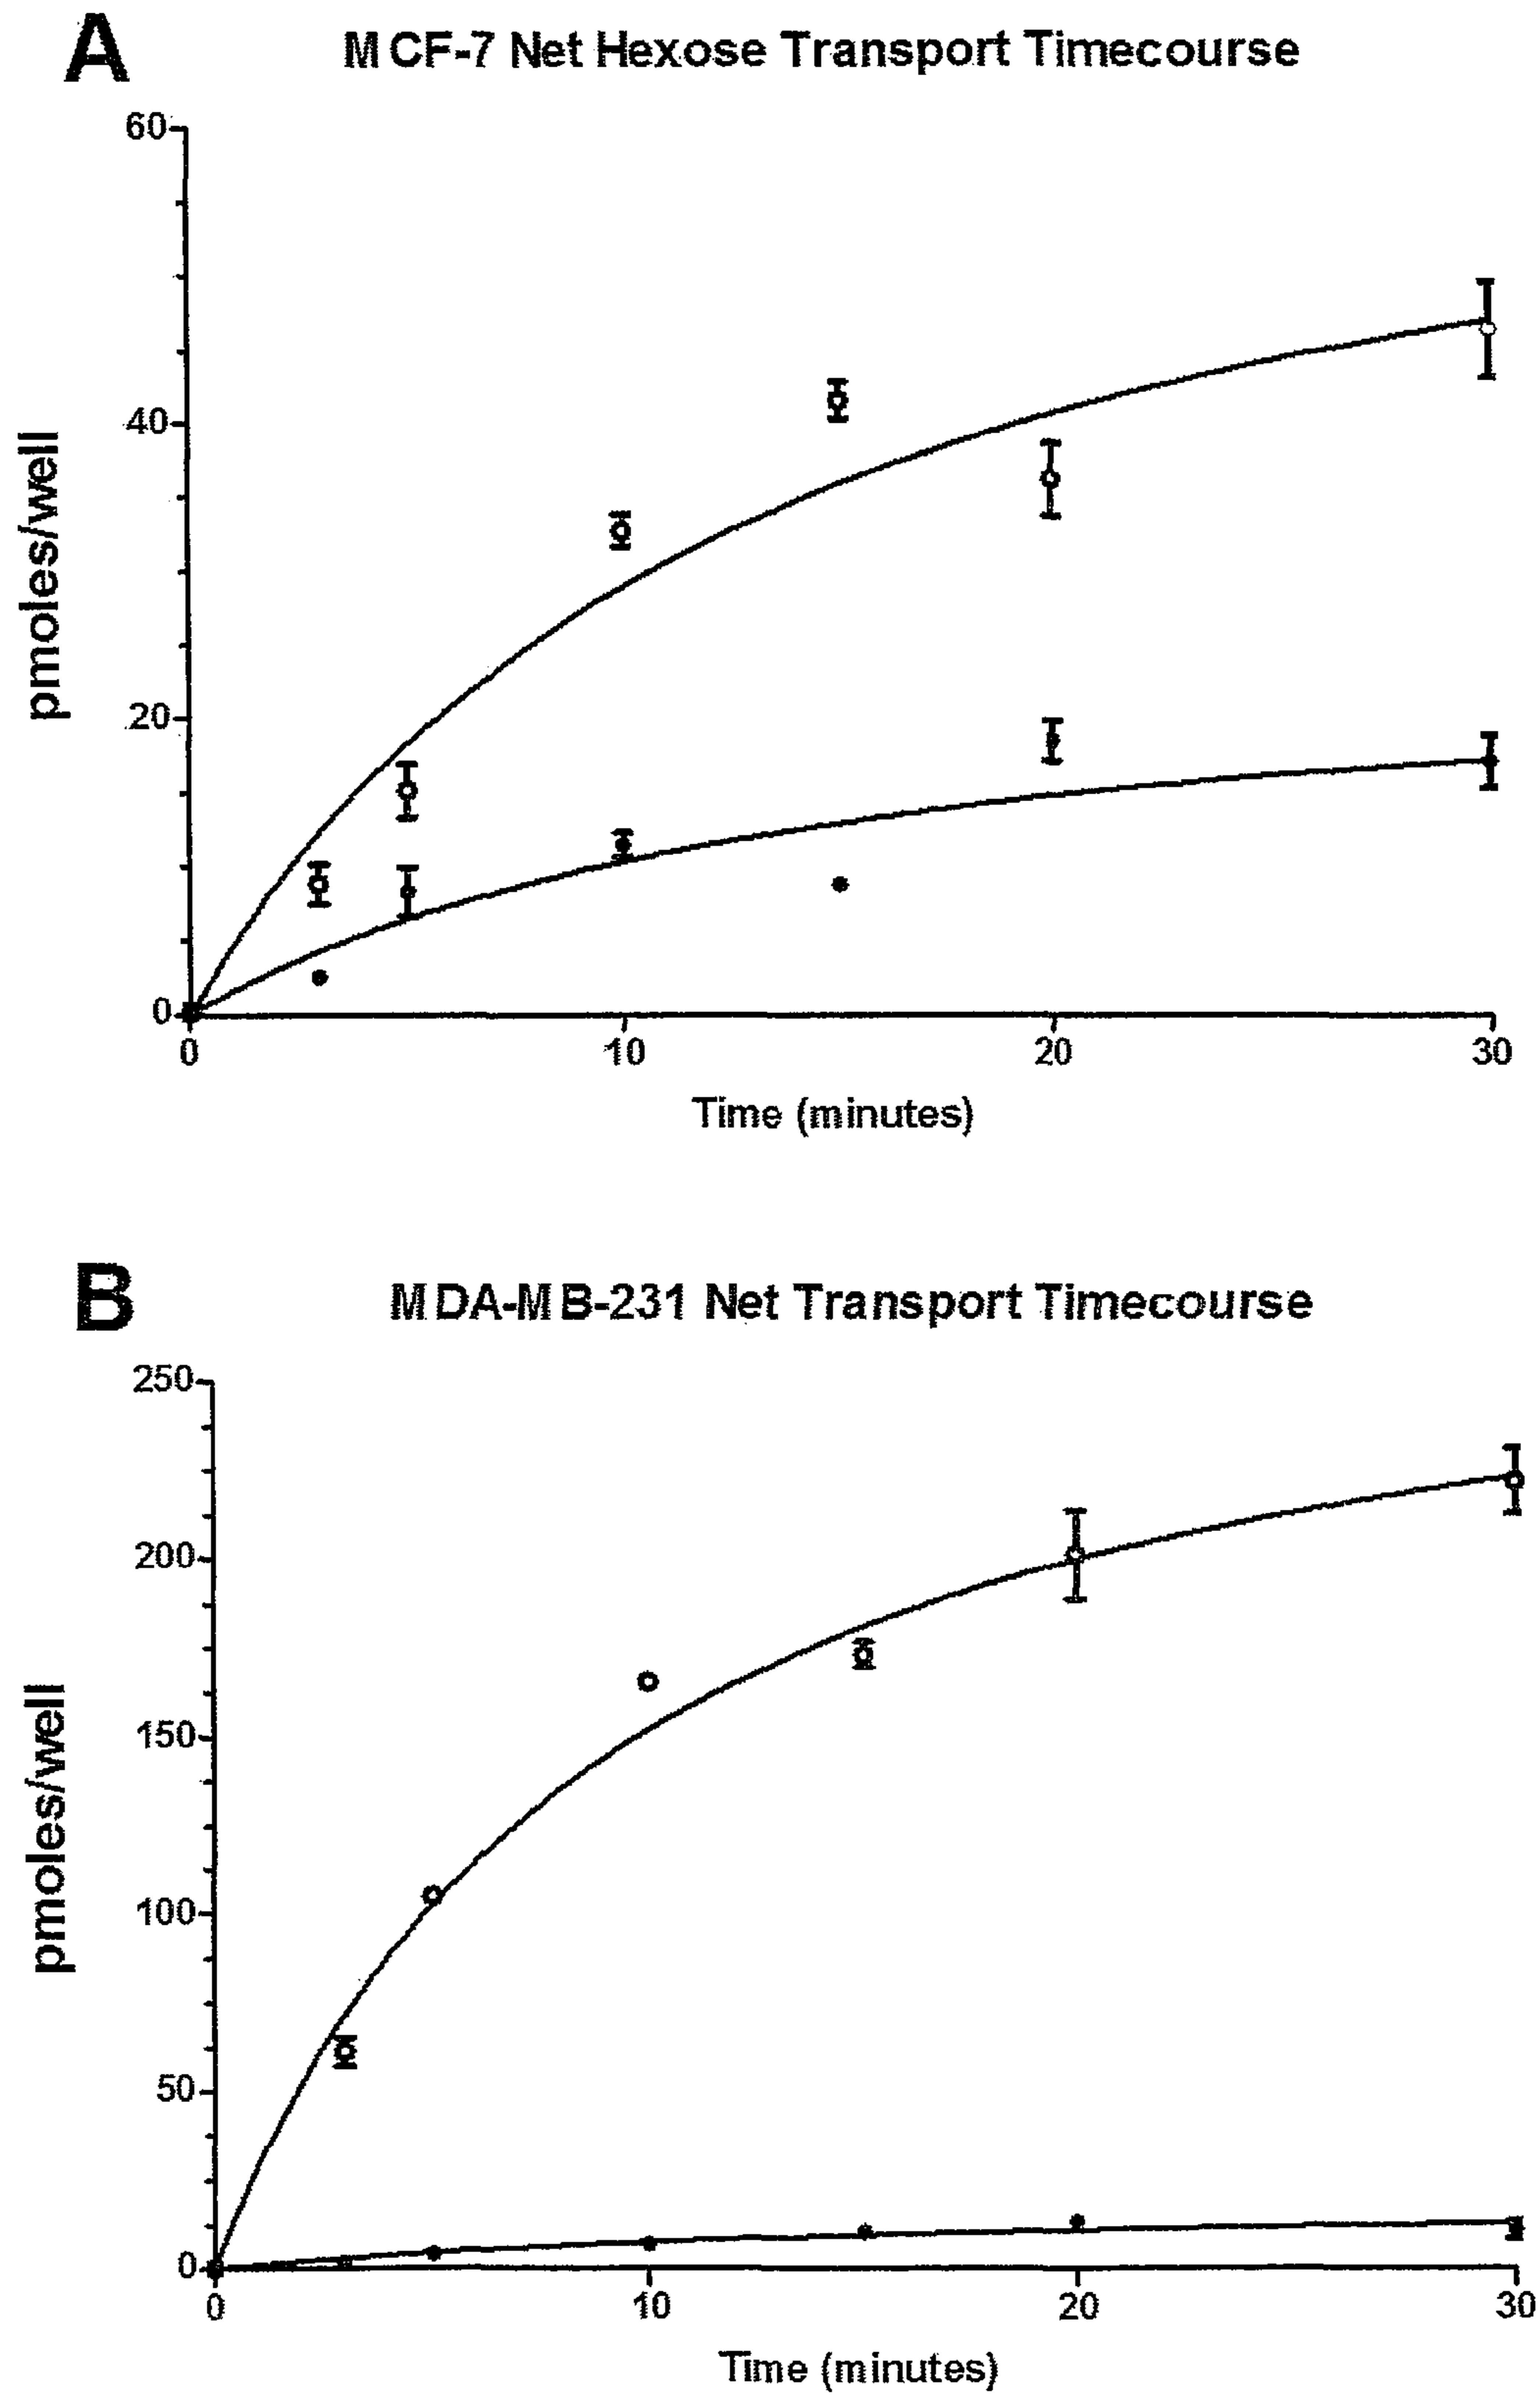 A
MCF-7 Net Hexose Transport Timecourse
60
40
20
0
pmoles/well
0 10 20 30
Time (minutes)
B
MDA-MB-231 Net Transport Timecourse
250
200
150
100
50
0
pmoles/well
0 10 20 30
Time (minutes)